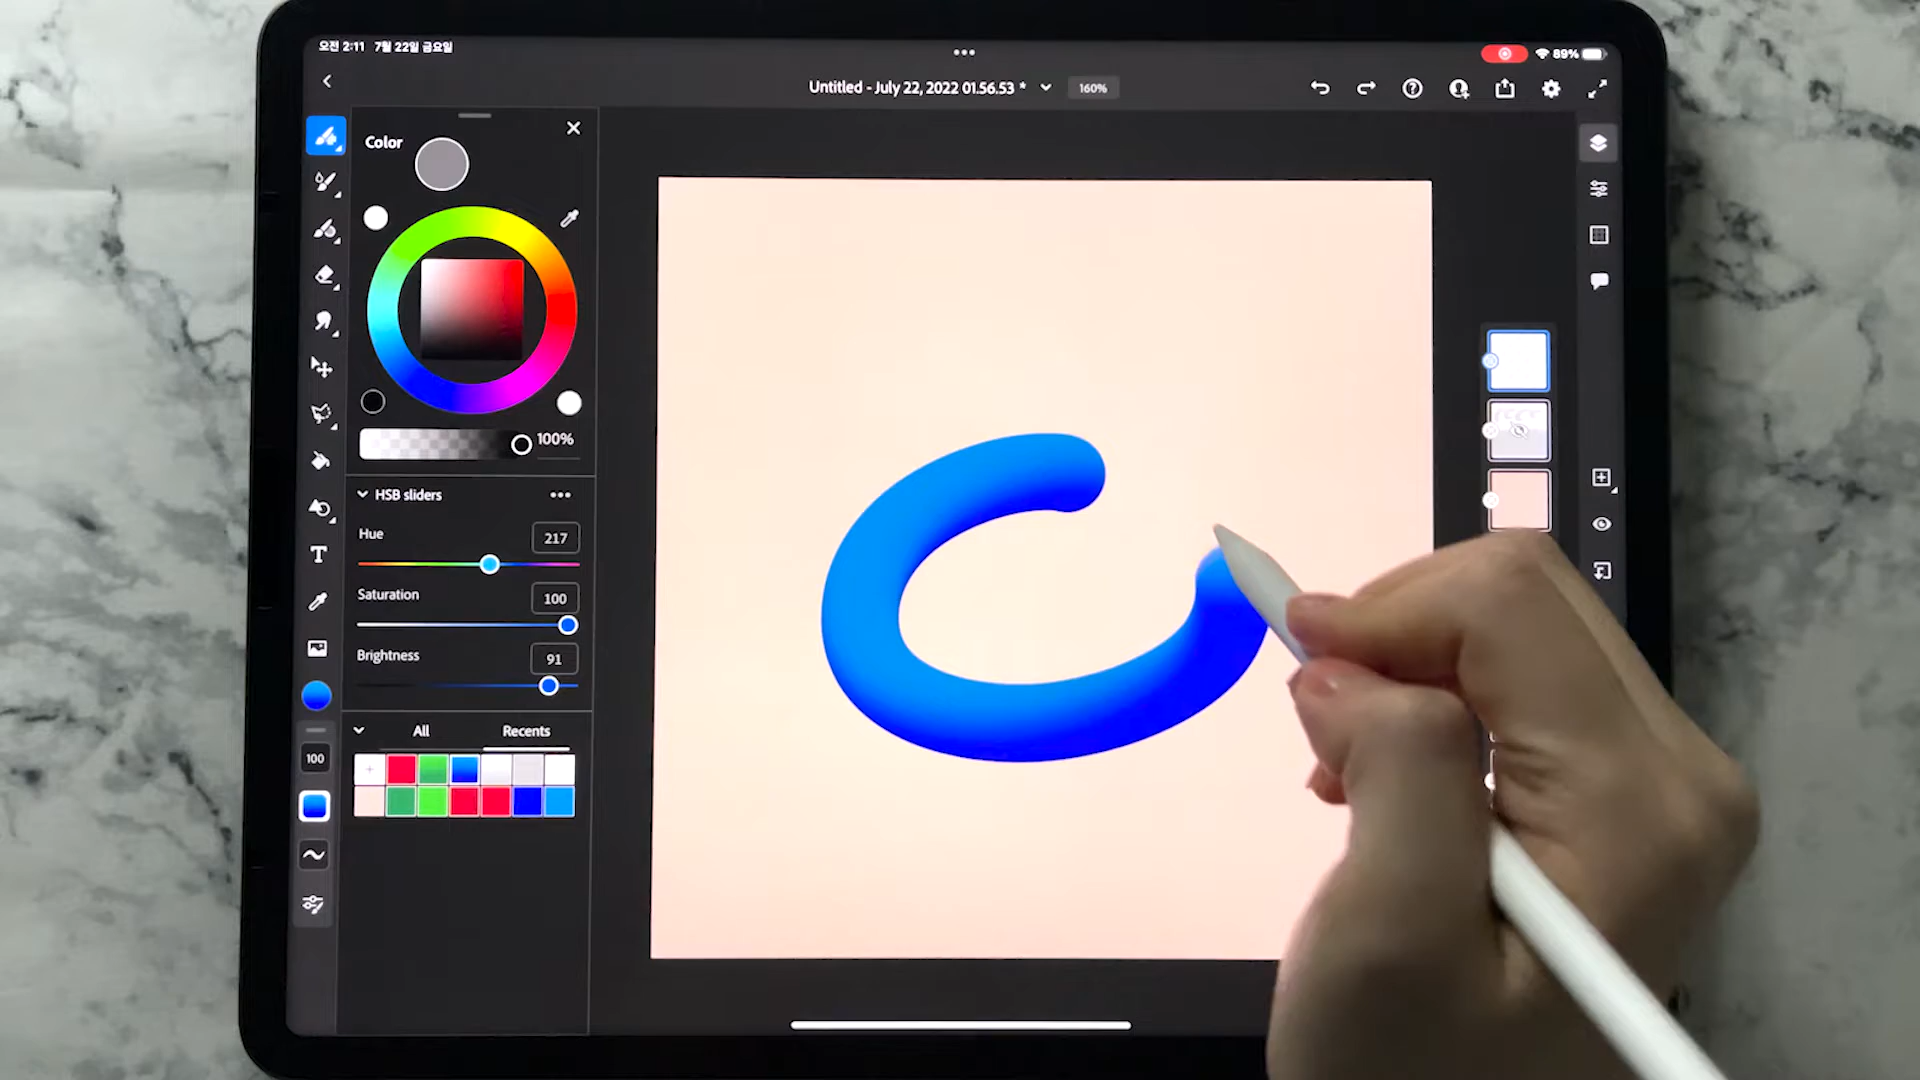 오전 2:11 7월 22일 금요일
89%
Untitled - July 22, 2022 01.56.53 *
160%
Color
100%
HSB sliders
Hue
217
Saturation
100
Brightness
91
All
Recents
100